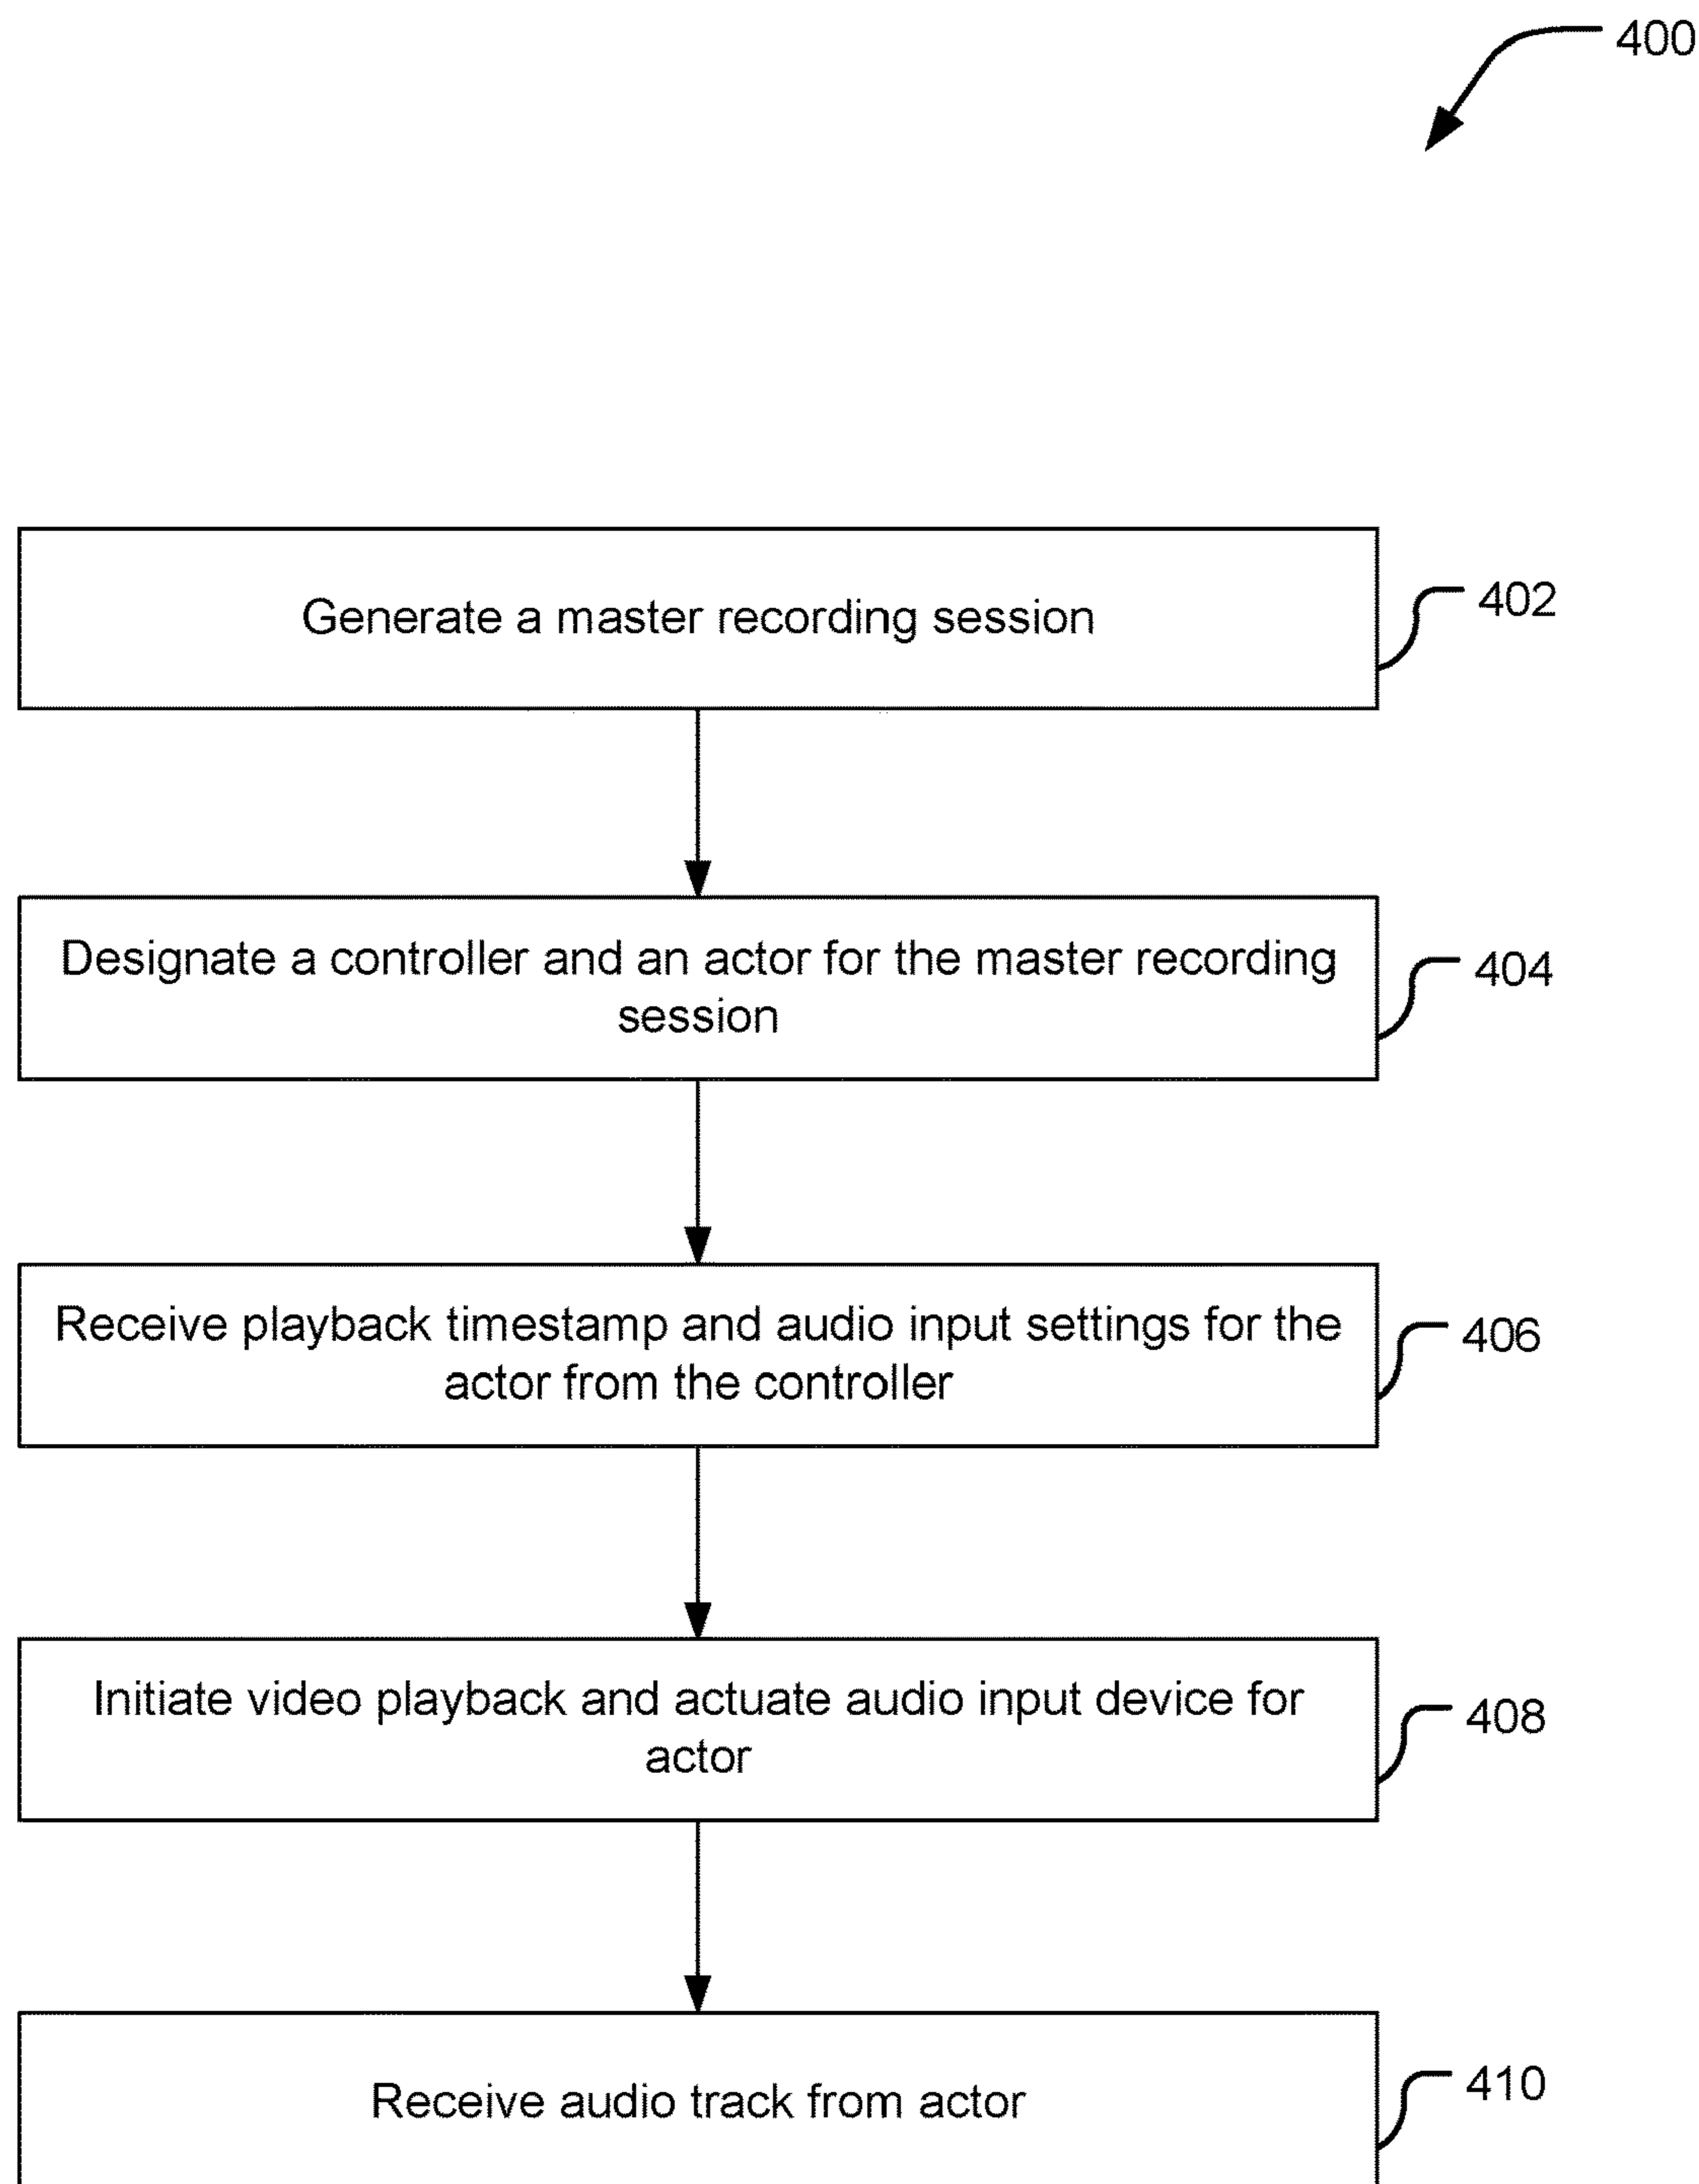 400
Generate a master recording session
402
Designate a controller and an actor for the master recording
session
404
Receive playback timestamp and audio input settings for the
actor from the controller
406
Initiate video playback and actuate audio input device for
actor
408
Receive audio track from actor
410